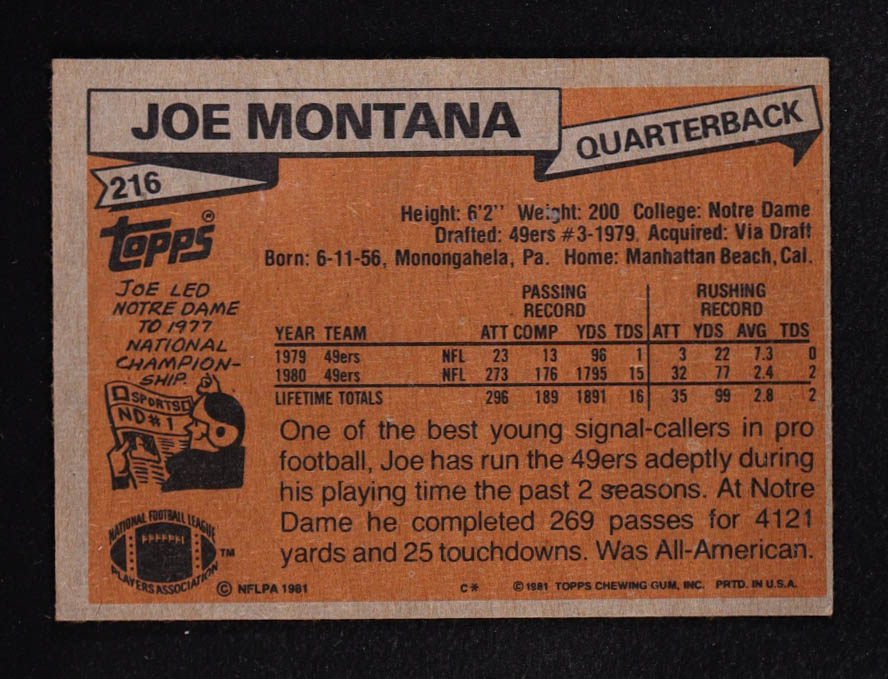 JOE MONTANA
QUARTERBACK
216
topps®
Height: 6'2'' Weight: 200 College: Notre Dame
Drafted: 49ers #3-1979. Acquired: Via Draft
Born: 6-11-56, Monongahela, Pa. Home: Manhattan Beach, Cal.
JOE LED
NOTRE DAME
TO 1977
NATIONAL
CHAMPION-
SHIP.
SPORTS
ND#1
PASSING RECORD RUSHING RECORD
YEAR TEAM ATT COMP YDS TDS ATT YDS AVG TDS
1979 49ers NFL 23 13 96 1 3 22 7.3 0
1980 49ers NFL 273 176 1795 15 32 77 2.4 2
LIFETIME TOTALS 296 189 1891 16 35 99 2.8 2
One of the best young signal-callers in pro
football, Joe has run the 49ers adeptly during
his playing time the past 2 seasons. At Notre
Dame he completed 269 passes for 4121
yards and 25 touchdowns. Was All-American.
NATIONAL FOOTBALL LEAGUE
PLAYERS ASSOCIATION TM
© NFLPA 1981 C* © 1981 TOPPS CHEWING GUM, INC. PRTD. IN U.S.A.